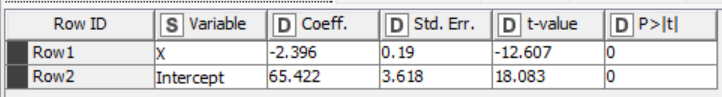 Row ID S Variable D Coeff. D Std. Err. D t-value D P>|t|
Row1 X -2.396 0.19 -12.607 0
Row2 Intercept 65.422 3.618 18.083 0